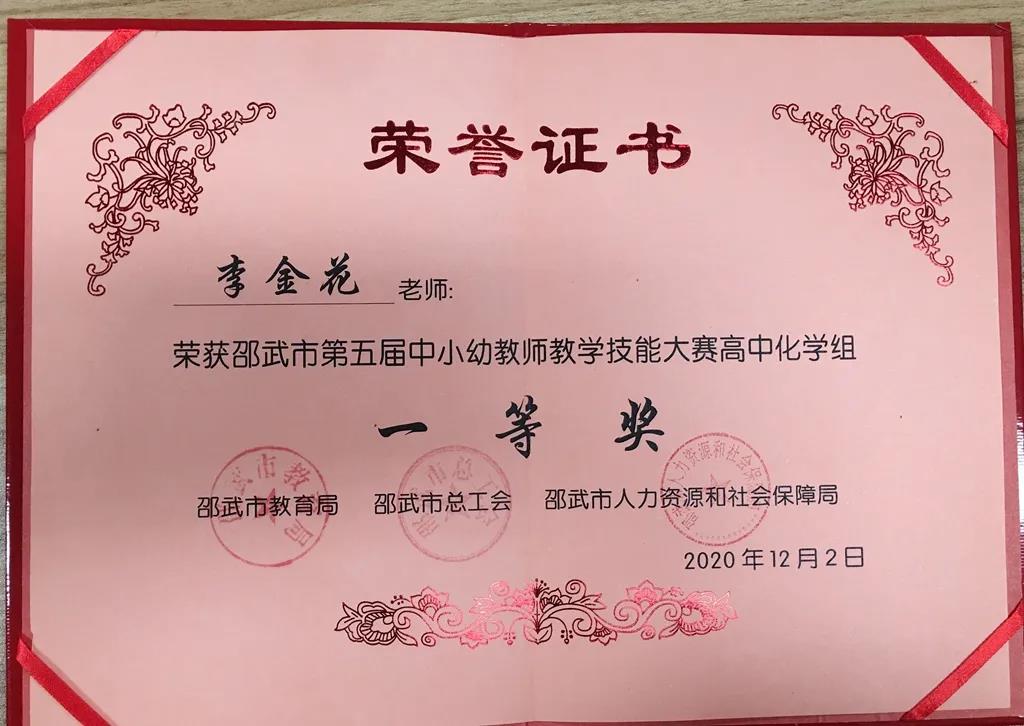 荣誉证书
李金花 老师:
荣获邵武市第五届中小幼教师教学技能大赛高中化学组
一等奖
邵武市教育局 邵武市总工会 邵武市人力资源和社会保障局
2020年12月2日